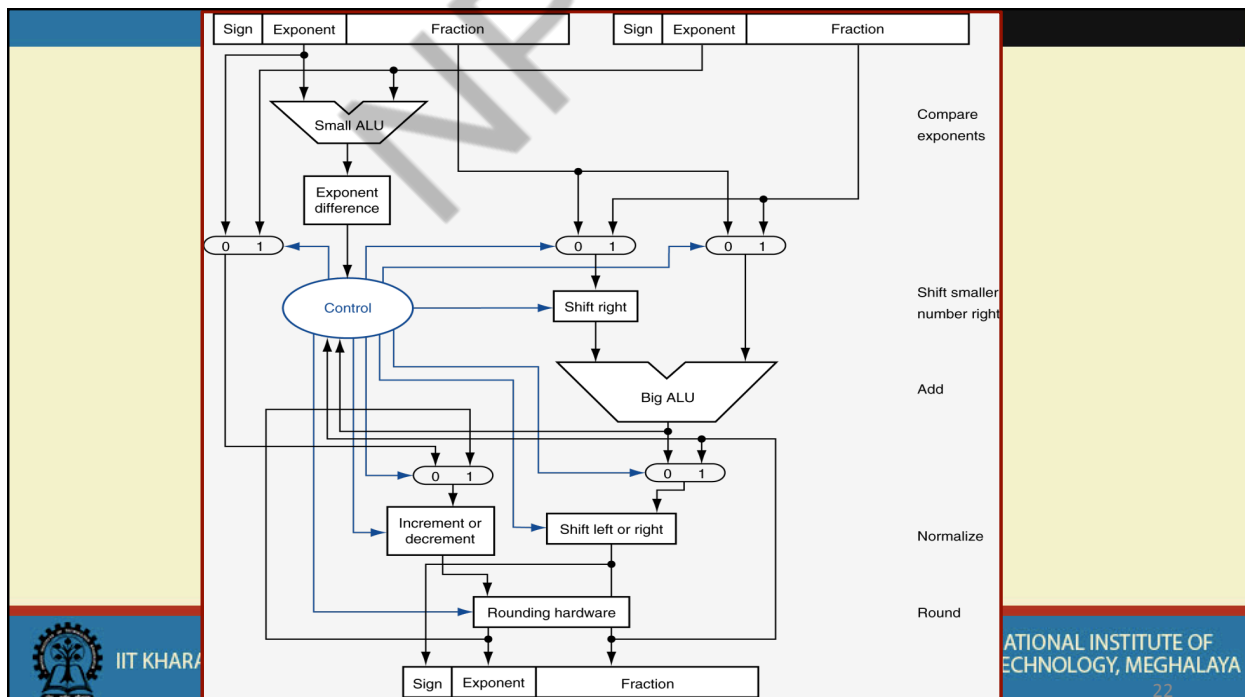 Sign Exponent Fraction Sign Exponent Fraction
Small ALU
Compare
exponents
Exponent
difference
0 1 0 1 0 1
Control
Shift right
Shift smaller
number right
Big ALU
Add
0 1 0 1
Increment or
decrement
Shift left or right
Normalize
Rounding hardware
Round
IIT KHARA
ATIONAL INSTITUTE OF
ECHNOLOGY, MEGHALAYA
22
Sign Exponent Fraction